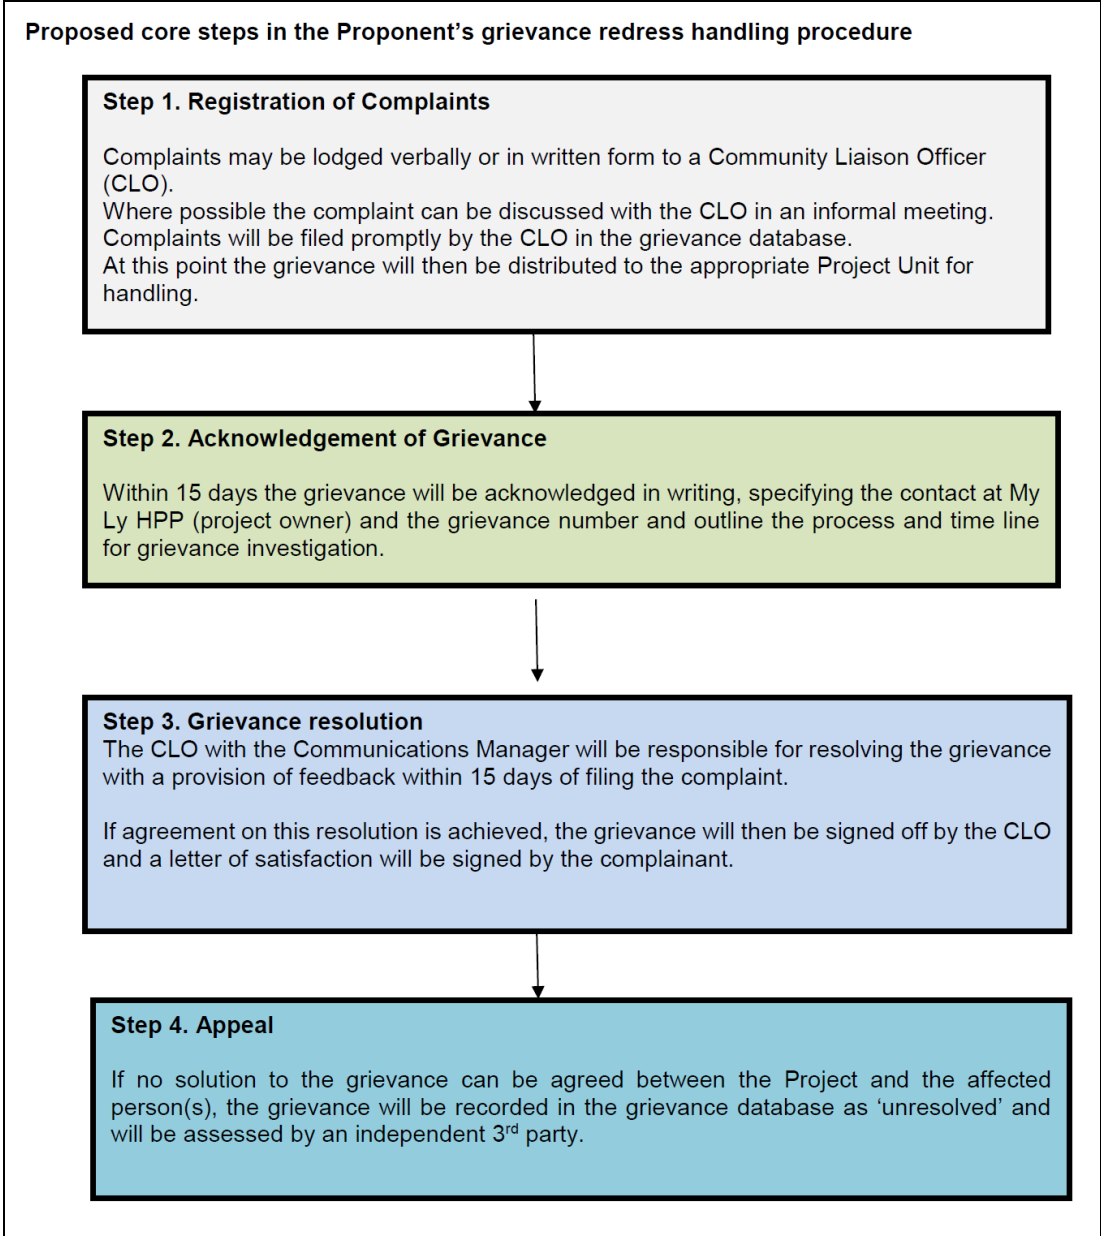 Proposed core steps in the Proponent’s grievance redress handling procedure
Step 1. Registration of Complaints
Complaints may be lodged verbally or in written form to a Community Liaison Officer
(CLO).
Where possible the complaint can be discussed with the CLO in an informal meeting.
Complaints will be filed promptly by the CLO in the grievance database.
At this point the grievance will then be distributed to the appropriate Project Unit for
handling.
Step 2. Acknowledgement of Grievance
Within 15 days the grievance will be acknowledged in writing, specifying the contact at My
Ly HPP (project owner) and the grievance number and outline the process and time line
for grievance investigation.
Step 3. Grievance resolution
The CLO with the Communications Manager will be responsible for resolving the grievance
with a provision of feedback within 15 days of filing the complaint.
If agreement on this resolution is achieved, the grievance will then be signed off by the CLO
and a letter of satisfaction will be signed by the complainant.
Step 4. Appeal
If no solution to the grievance can be agreed between the Project and the affected
person(s), the grievance will be recorded in the grievance database as ‘unresolved’ and
will be assessed by an independent 3rd party.